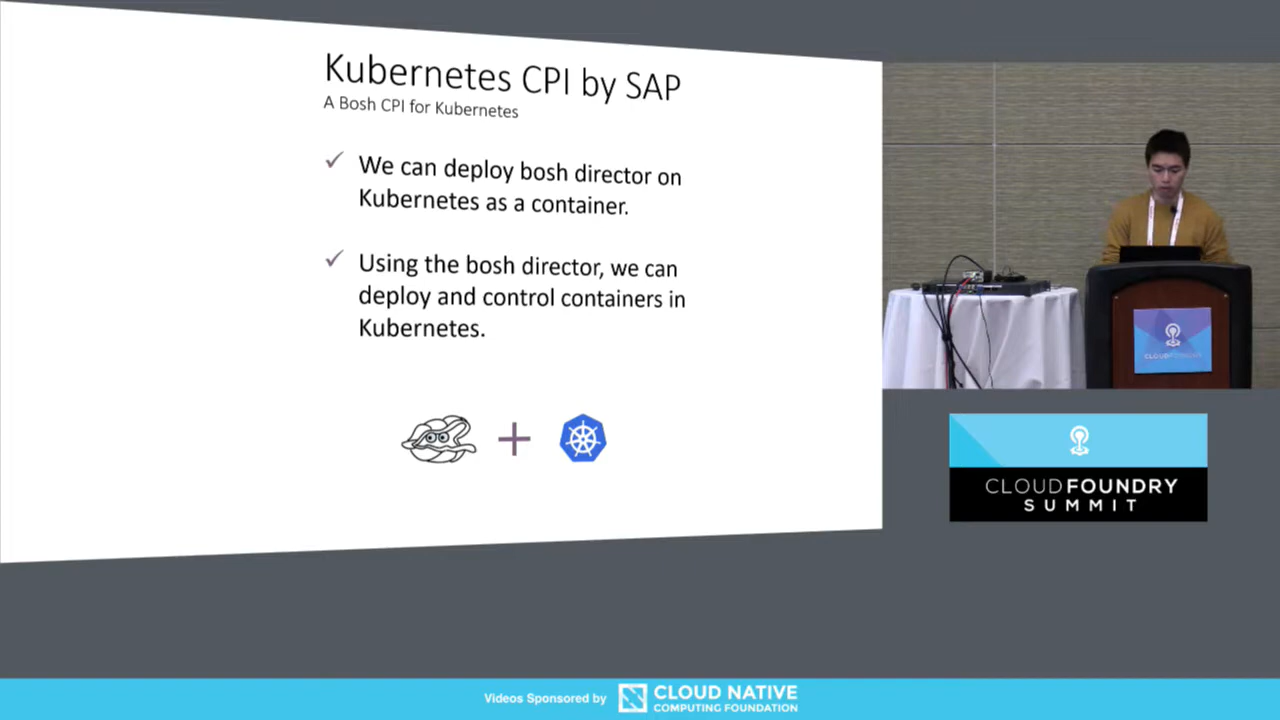 Kubernetes CPI by SAP
A Bosh CPI for Kubernetes
✓ We can deploy bosh director on
Kubernetes as a container.
✓ Using the bosh director, we can
deploy and control containers in
Kubernetes.
CLOUD FOUNDRY
CLOUD FOUNDRY
SUMMIT
Videos Sponsored by
CLOUD NATIVE
COMPUTING FOUNDATION